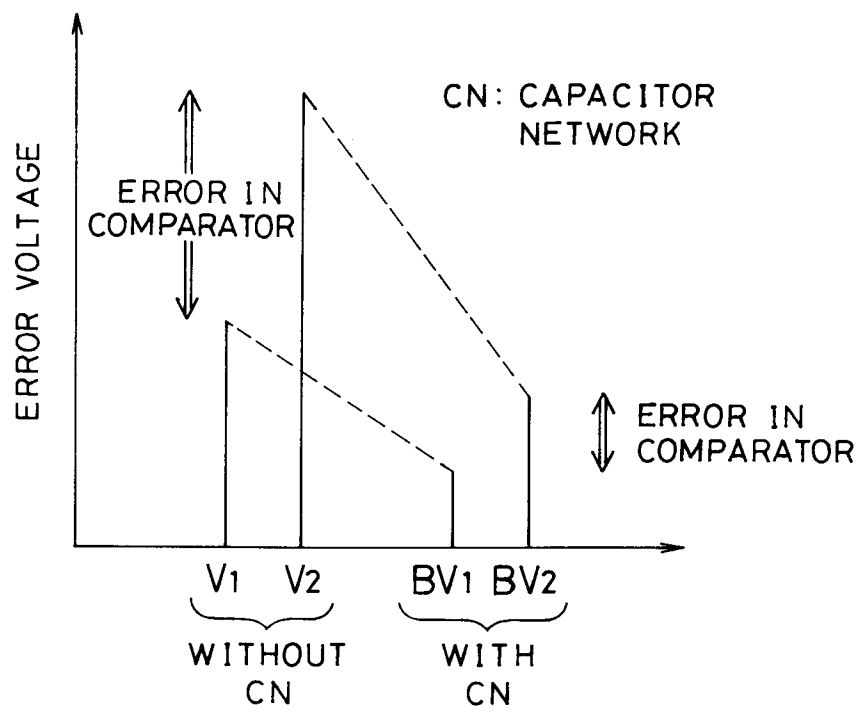 CN: CAPACITOR
NETWORK
ERROR VOLTAGE
ERROR IN
COMPARATOR
ERROR IN
COMPARATOR
V1 V2 BV1 BV2
WITHOUT
CN
WITH
CN